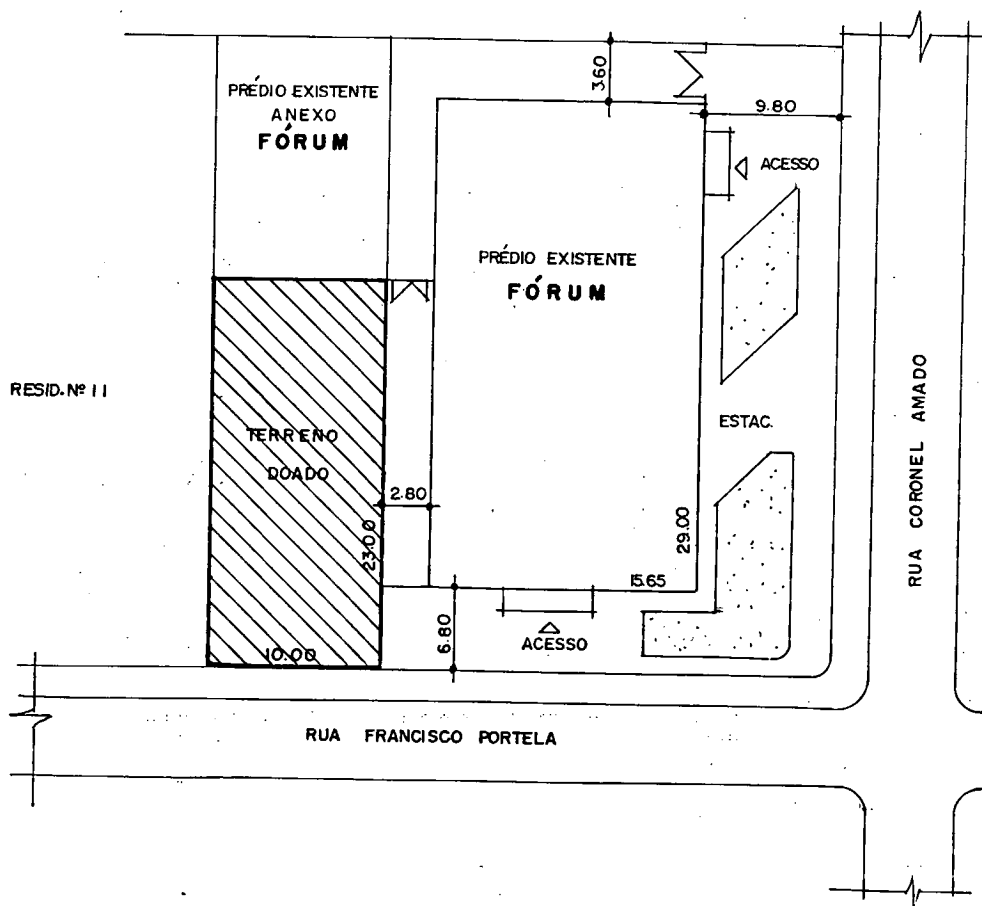 3.60
PRÉDIO EXISTENTE
ANEXO
FÓRUM
9.80
ACESSO
PRÉDIO EXISTENTE
FÓRUM
RESID. Nº 11
TERRENO
DOADO
ESTAC.
RUA CORONEL AMADO
2.80
23.00
29.00
15.65
6.80
ACESSO
10.00
RUA FRANCISCO PORTELA